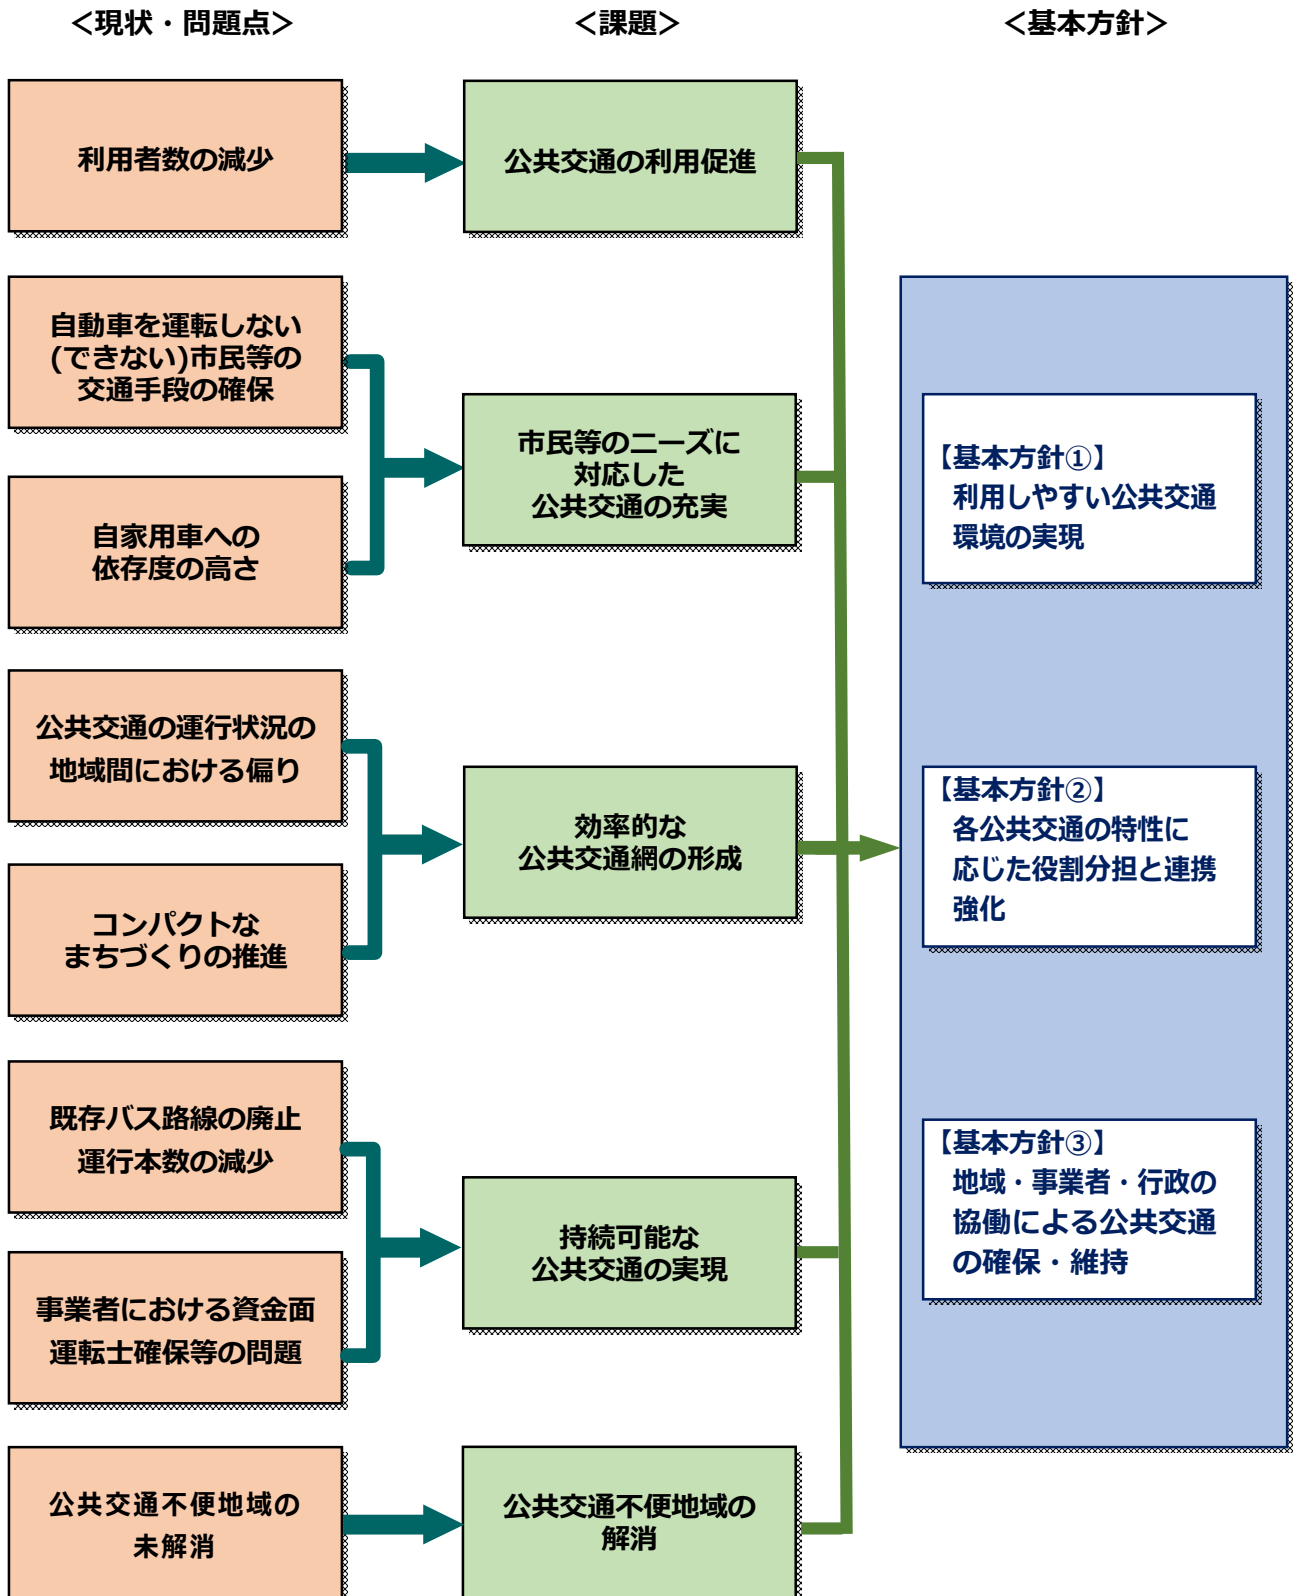 ＜現状・問題点＞
＜課題＞
＜基本方針＞
利用者数の減少
公共交通の利用促進
自動車を運転しない
(できない)市民等の
交通手段の確保
自家用車への
依存度の高さ
市民等のニーズに
対応した
公共交通の充実
公共交通の運行状況の
地域間における偏り
コンパクトな
まちづくりの推進
効率的な
公共交通網の形成
既存バス路線の廃止
運行本数の減少
事業者における資金面
運転士確保等の問題
持続可能な
公共交通の実現
公共交通不便地域の
未解消
公共交通不便地域の
解消
【基本方針①】
利用しやすい公共交通
環境の実現
【基本方針②】
各公共交通の特性に
応じた役割分担と連携
強化
【基本方針③】
地域・事業者・行政の
協働による公共交通
の確保・維持